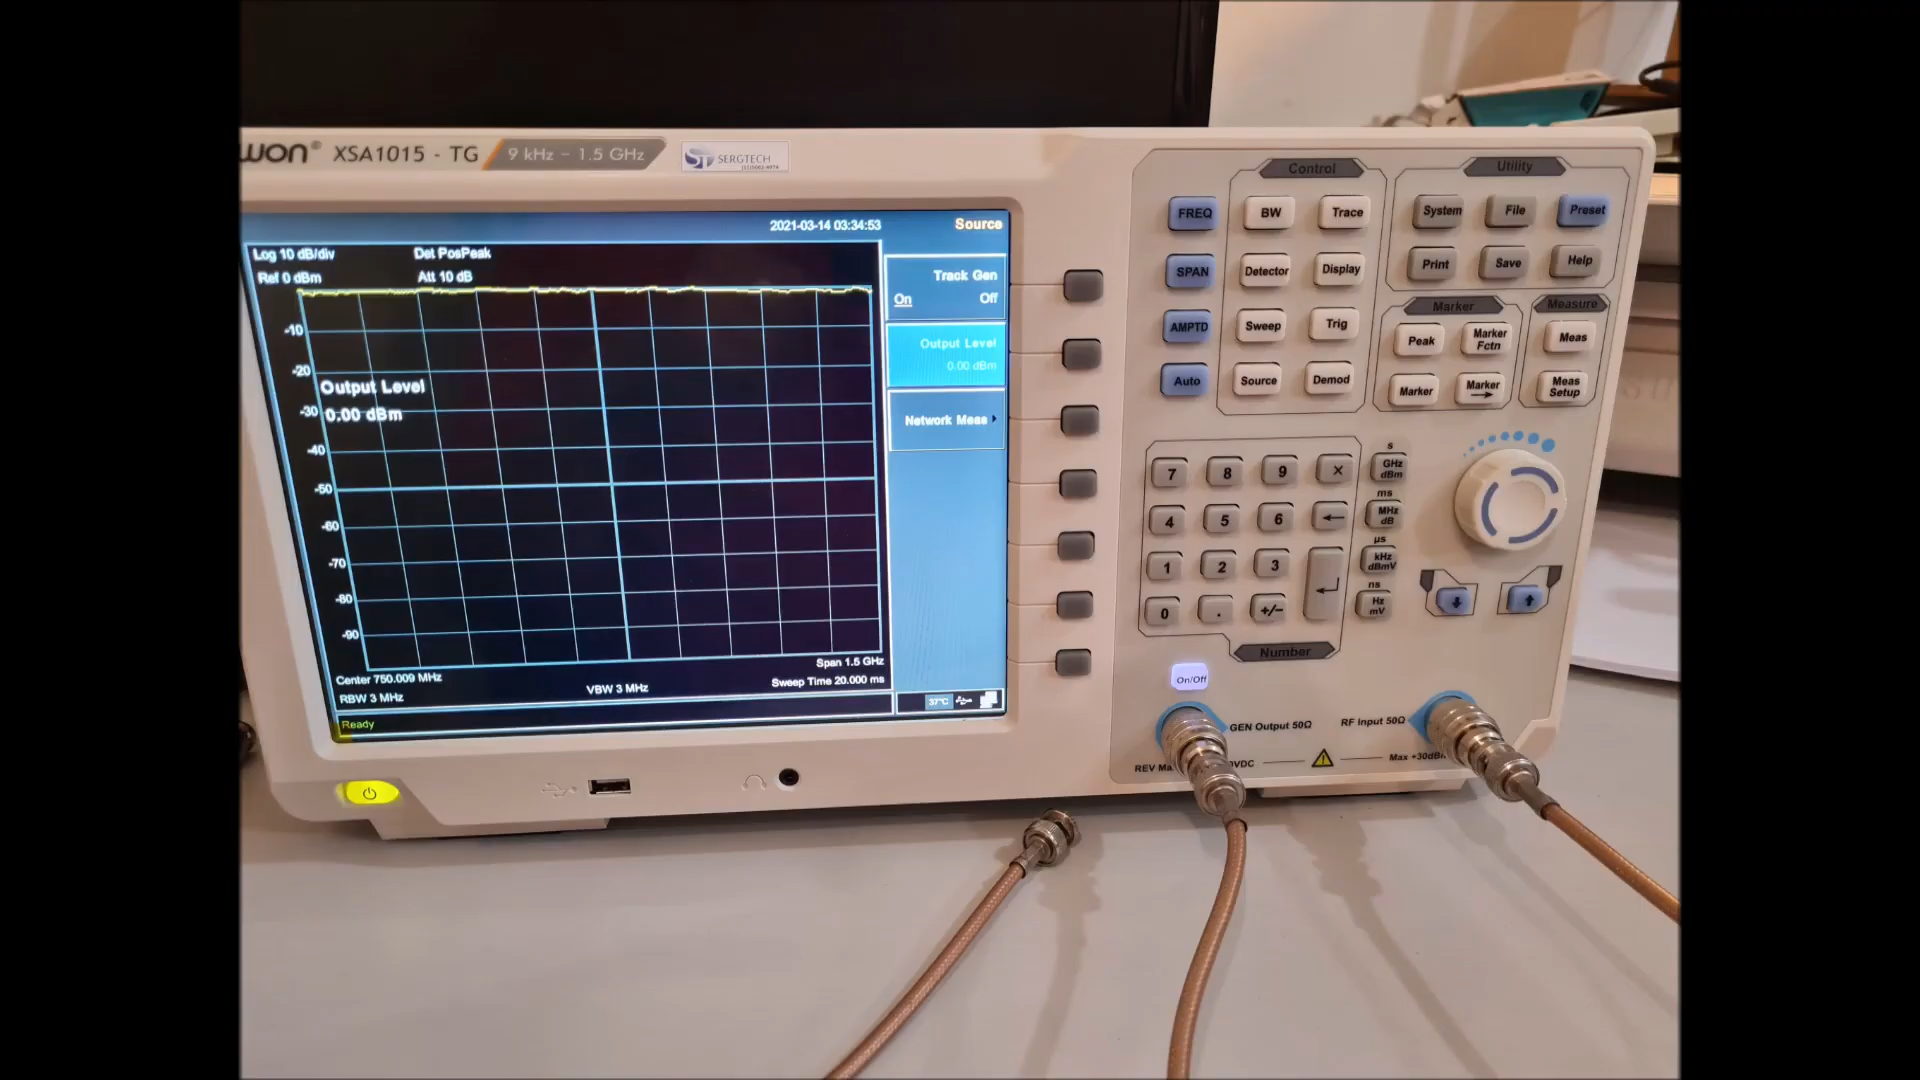 WON® XSA1015 - TG 9 kHz - 1.5 GHz
ST SERGTECH
2021-03-14 03:34:53
Source
Log 10 dB/div
Det PosPeak
Ref 0 dBm
Att 10 dB
Track Gen
On Off
Output Level
0.00 dBm
Network Meas
-10
-20
-30
-40
-50
-60
-70
-80
-90
Output Level
0.00 dBm
Center 750.009 MHz
Span 1.5 GHz
RBW 3 MHz
VBW 3 MHz
Sweep Time 20.000 ms
Ready
37°C
Control
Utility
FREQ
BW
Trace
System
File
Preset
SPAN
Detector
Display
Print
Save
Help
AMPTD
Sweep
Trig
Marker
Measure
Peak
Marker Fctn
Meas
Auto
Source
Demod
Marker
Marker →
Meas Setup
7 8 9 ×
4 5 6 ←
1 2 3
0 . +/-
Number
s
GHz
dBm
ms
MHz
dB
µs
kHz
dBmV
ns
Hz
mV
On/Off
GEN Output 50Ω
RF Input 50Ω
REV
VDC
Max +30dB